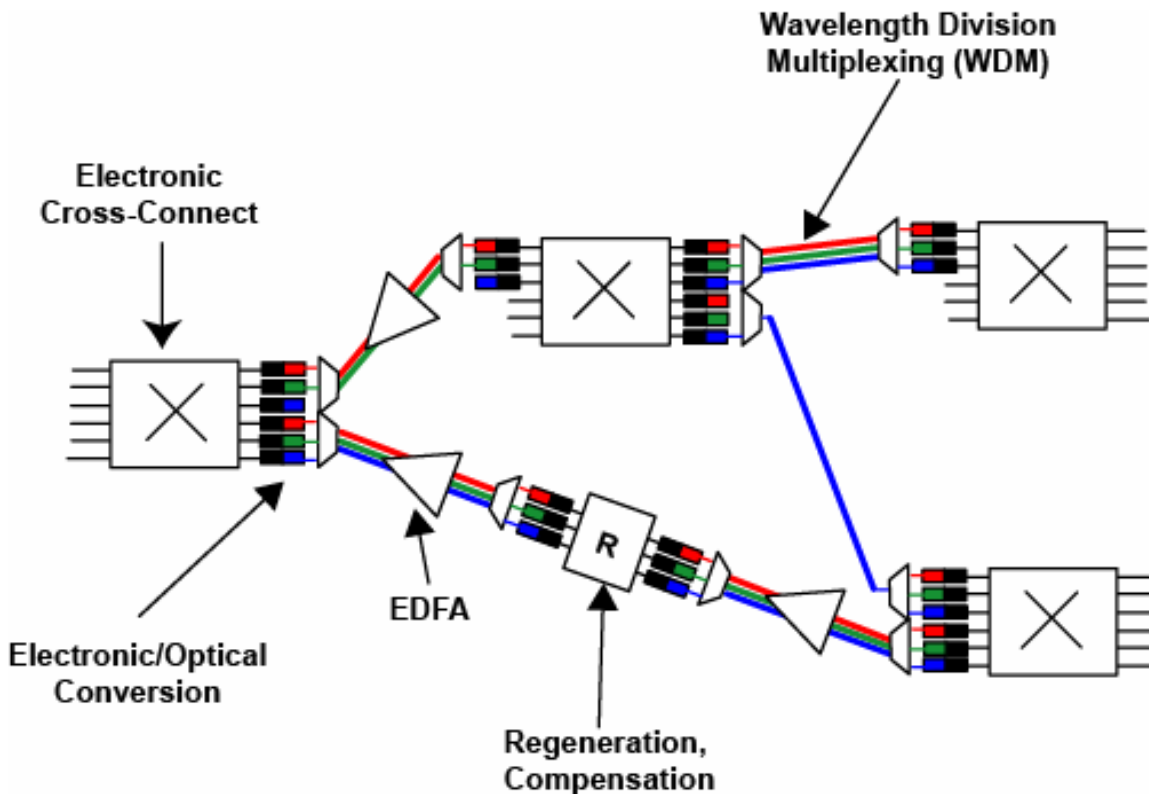 Wavelength Division
Multiplexing (WDM)
Electronic
Cross-Connect
R
EDFA
Electronic/Optical
Conversion
Regeneration,
Compensation